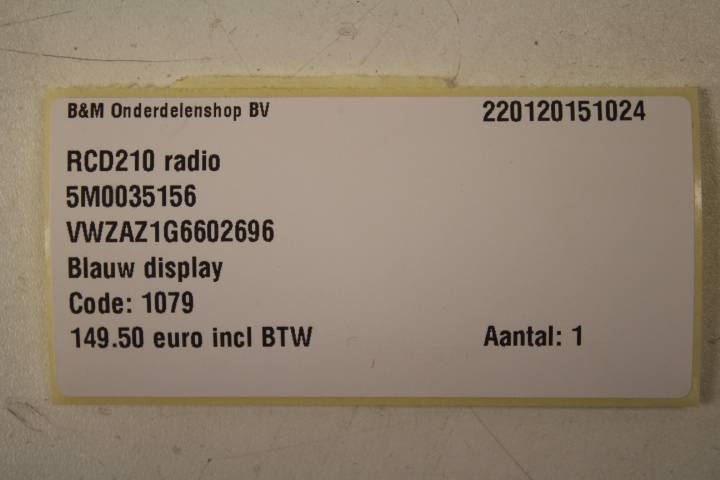 B&M Onderdelenshop BV 220120151024
RCD210 radio
5M0035156
VWZAZ1G6602696
Blauw display
Code: 1079
149.50 euro incl BTW Aantal: 1